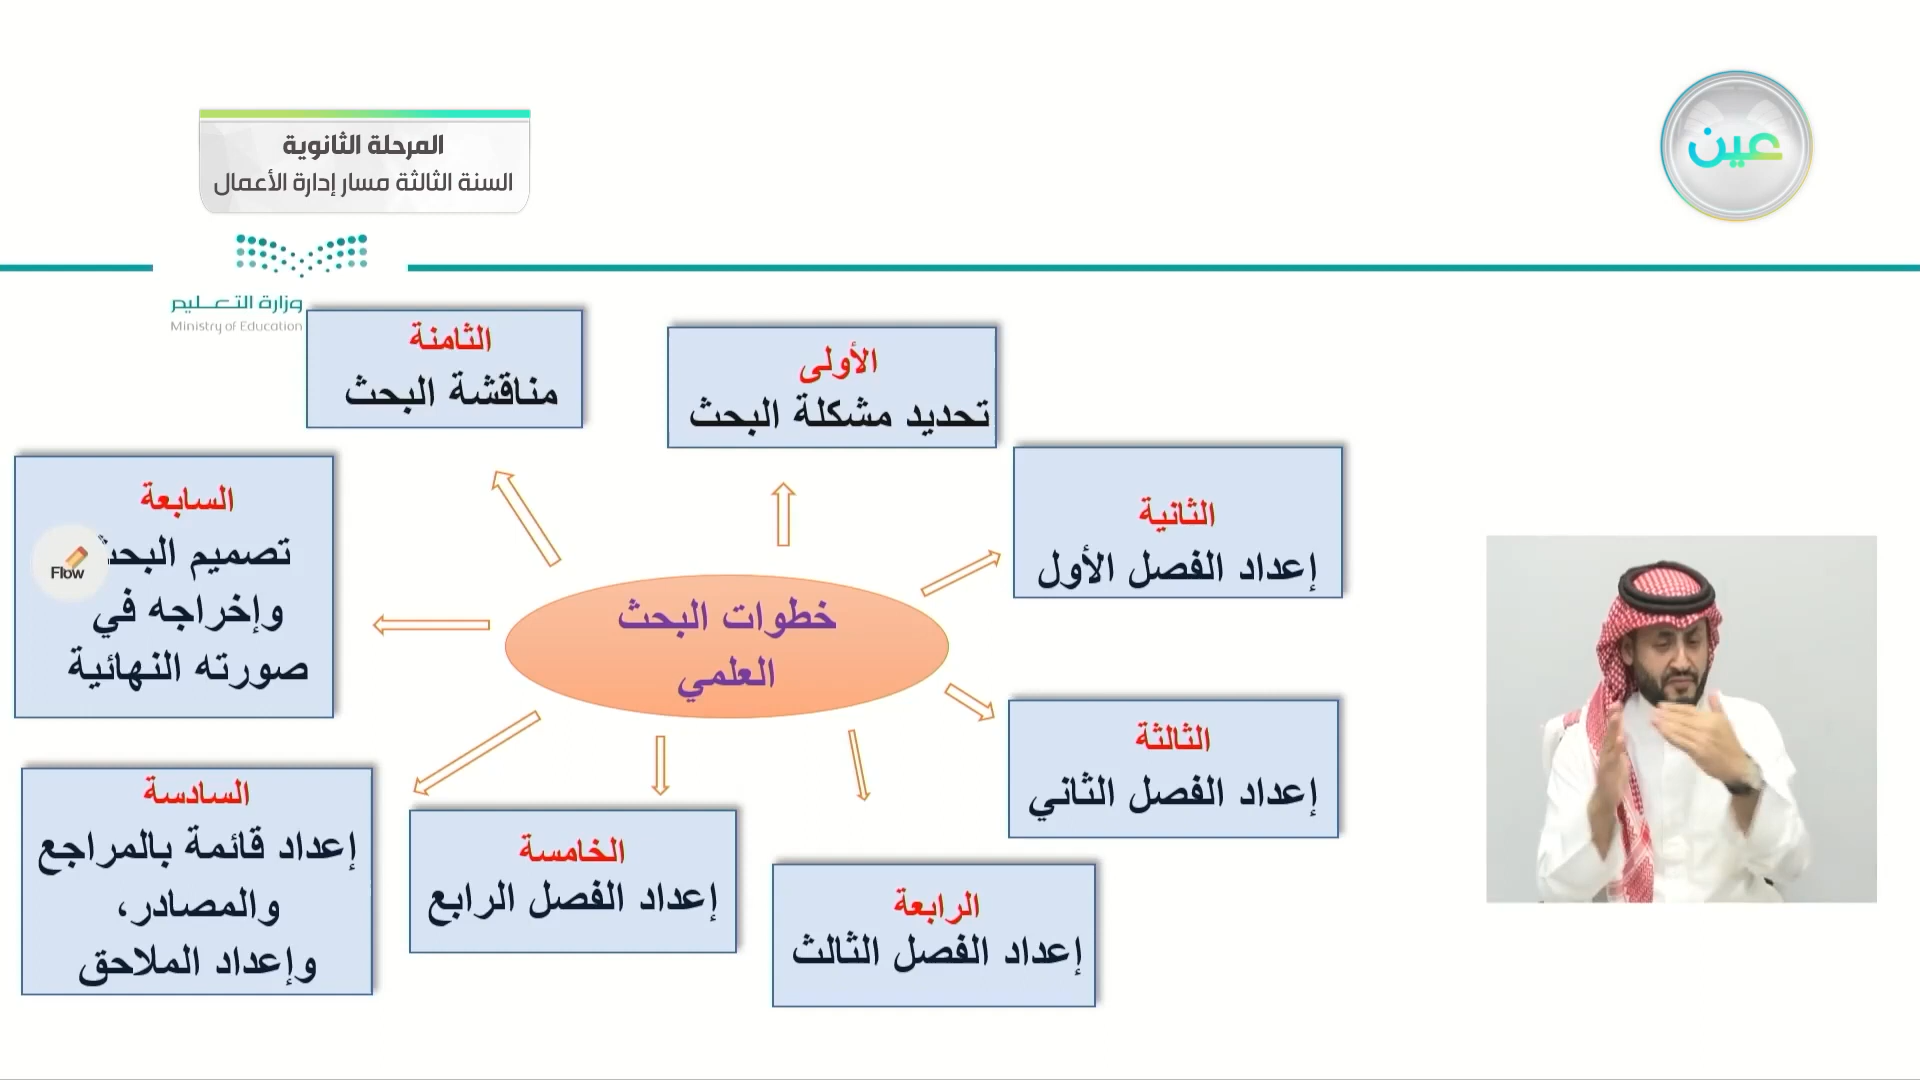 المرحلة الثانوية
السنة الثالثة مسار إدارة الأعمال
عين
وزارة التعليم
Ministry of Education
خطوات البحث
العلمي
الأولى
تحديد مشكلة البحث
الثانية
إعداد الفصل الأول
الثالثة
إعداد الفصل الثاني
الرابعة
إعداد الفصل الثالث
الخامسة
إعداد الفصل الرابع
السادسة
إعداد قائمة بالمراجع
والمصادر،
وإعداد الملاحق
السابعة
تصميم البحث
وإخراجه في
صورته النهائية
Flow
الثامنة
مناقشة البحث